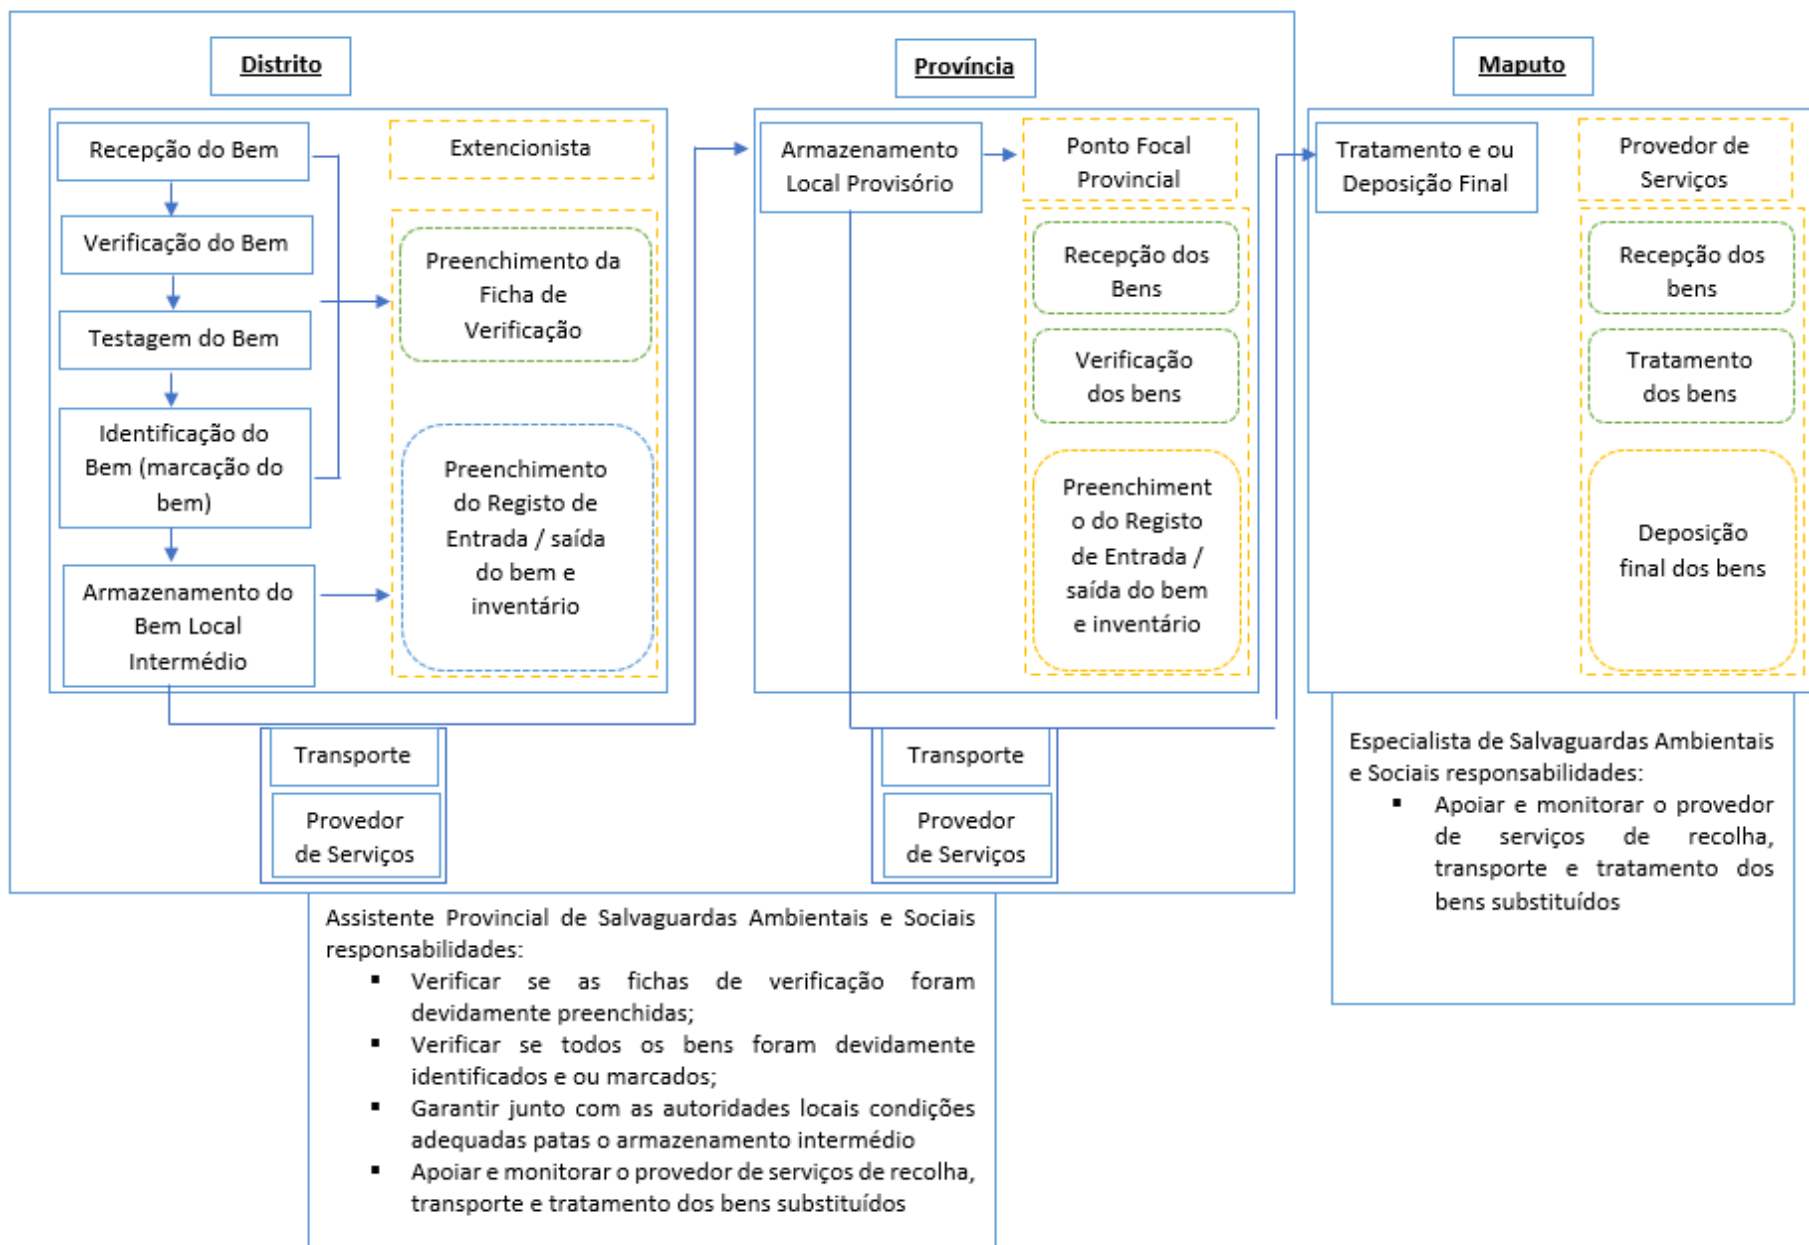 Distrito
Recepção do Bem
Verificação do Bem
Testagem do Bem
Identificação do
Bem (marcação do
bem)
Armazenamento do
Bem Local
Intermédio
Extencionista
Preenchimento da
Ficha de
Verificação
Preenchimento
do Registo de
Entrada / saída
do bem e
inventário
Transporte
Provedor
de Serviços
Província
Armazenamento
Local Provisório
Ponto Focal
Provincial
Recepção dos
Bens
Verificação
dos bens
Preenchiment
o do Registo
de Entrada /
saída do bem
e inventário
Transporte
Provedor
de Serviços
Maputo
Tratamento e ou
Deposição Final
Provedor de
Serviços
Recepção dos
bens
Tratamento
dos bens
Deposição
final dos bens
Especialista de Salvaguardas Ambientais
e Sociais responsabilidades:
▪ Apoiar e monitorar o provedor
de serviços de recolha,
transporte e tratamento dos
bens substituídos
Assistente Provincial de Salvaguardas Ambientais e Sociais
responsabilidades:
▪ Verificar se as fichas de verificação foram
devidamente preenchidas;
▪ Verificar se todos os bens foram devidamente
identificados e ou marcados;
▪ Garantir junto com as autoridades locais condições
adequadas patas o armazenamento intermédio
▪ Apoiar e monitorar o provedor de serviços de recolha,
transporte e tratamento dos bens substituídos